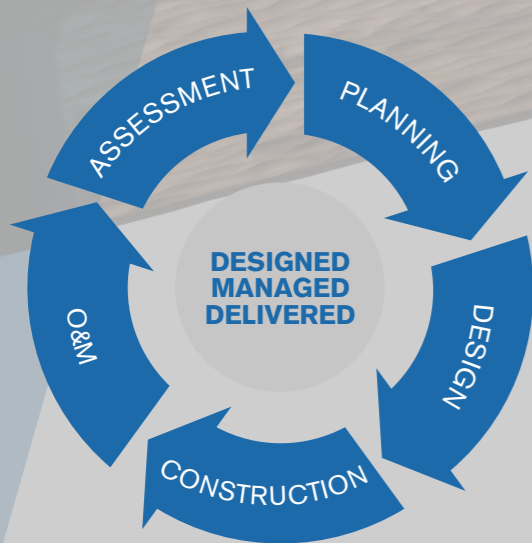 ASSESSMENT
PLANNING
DESIGN
CONSTRUCTION
O&M
DESIGNED
MANAGED
DELIVERED